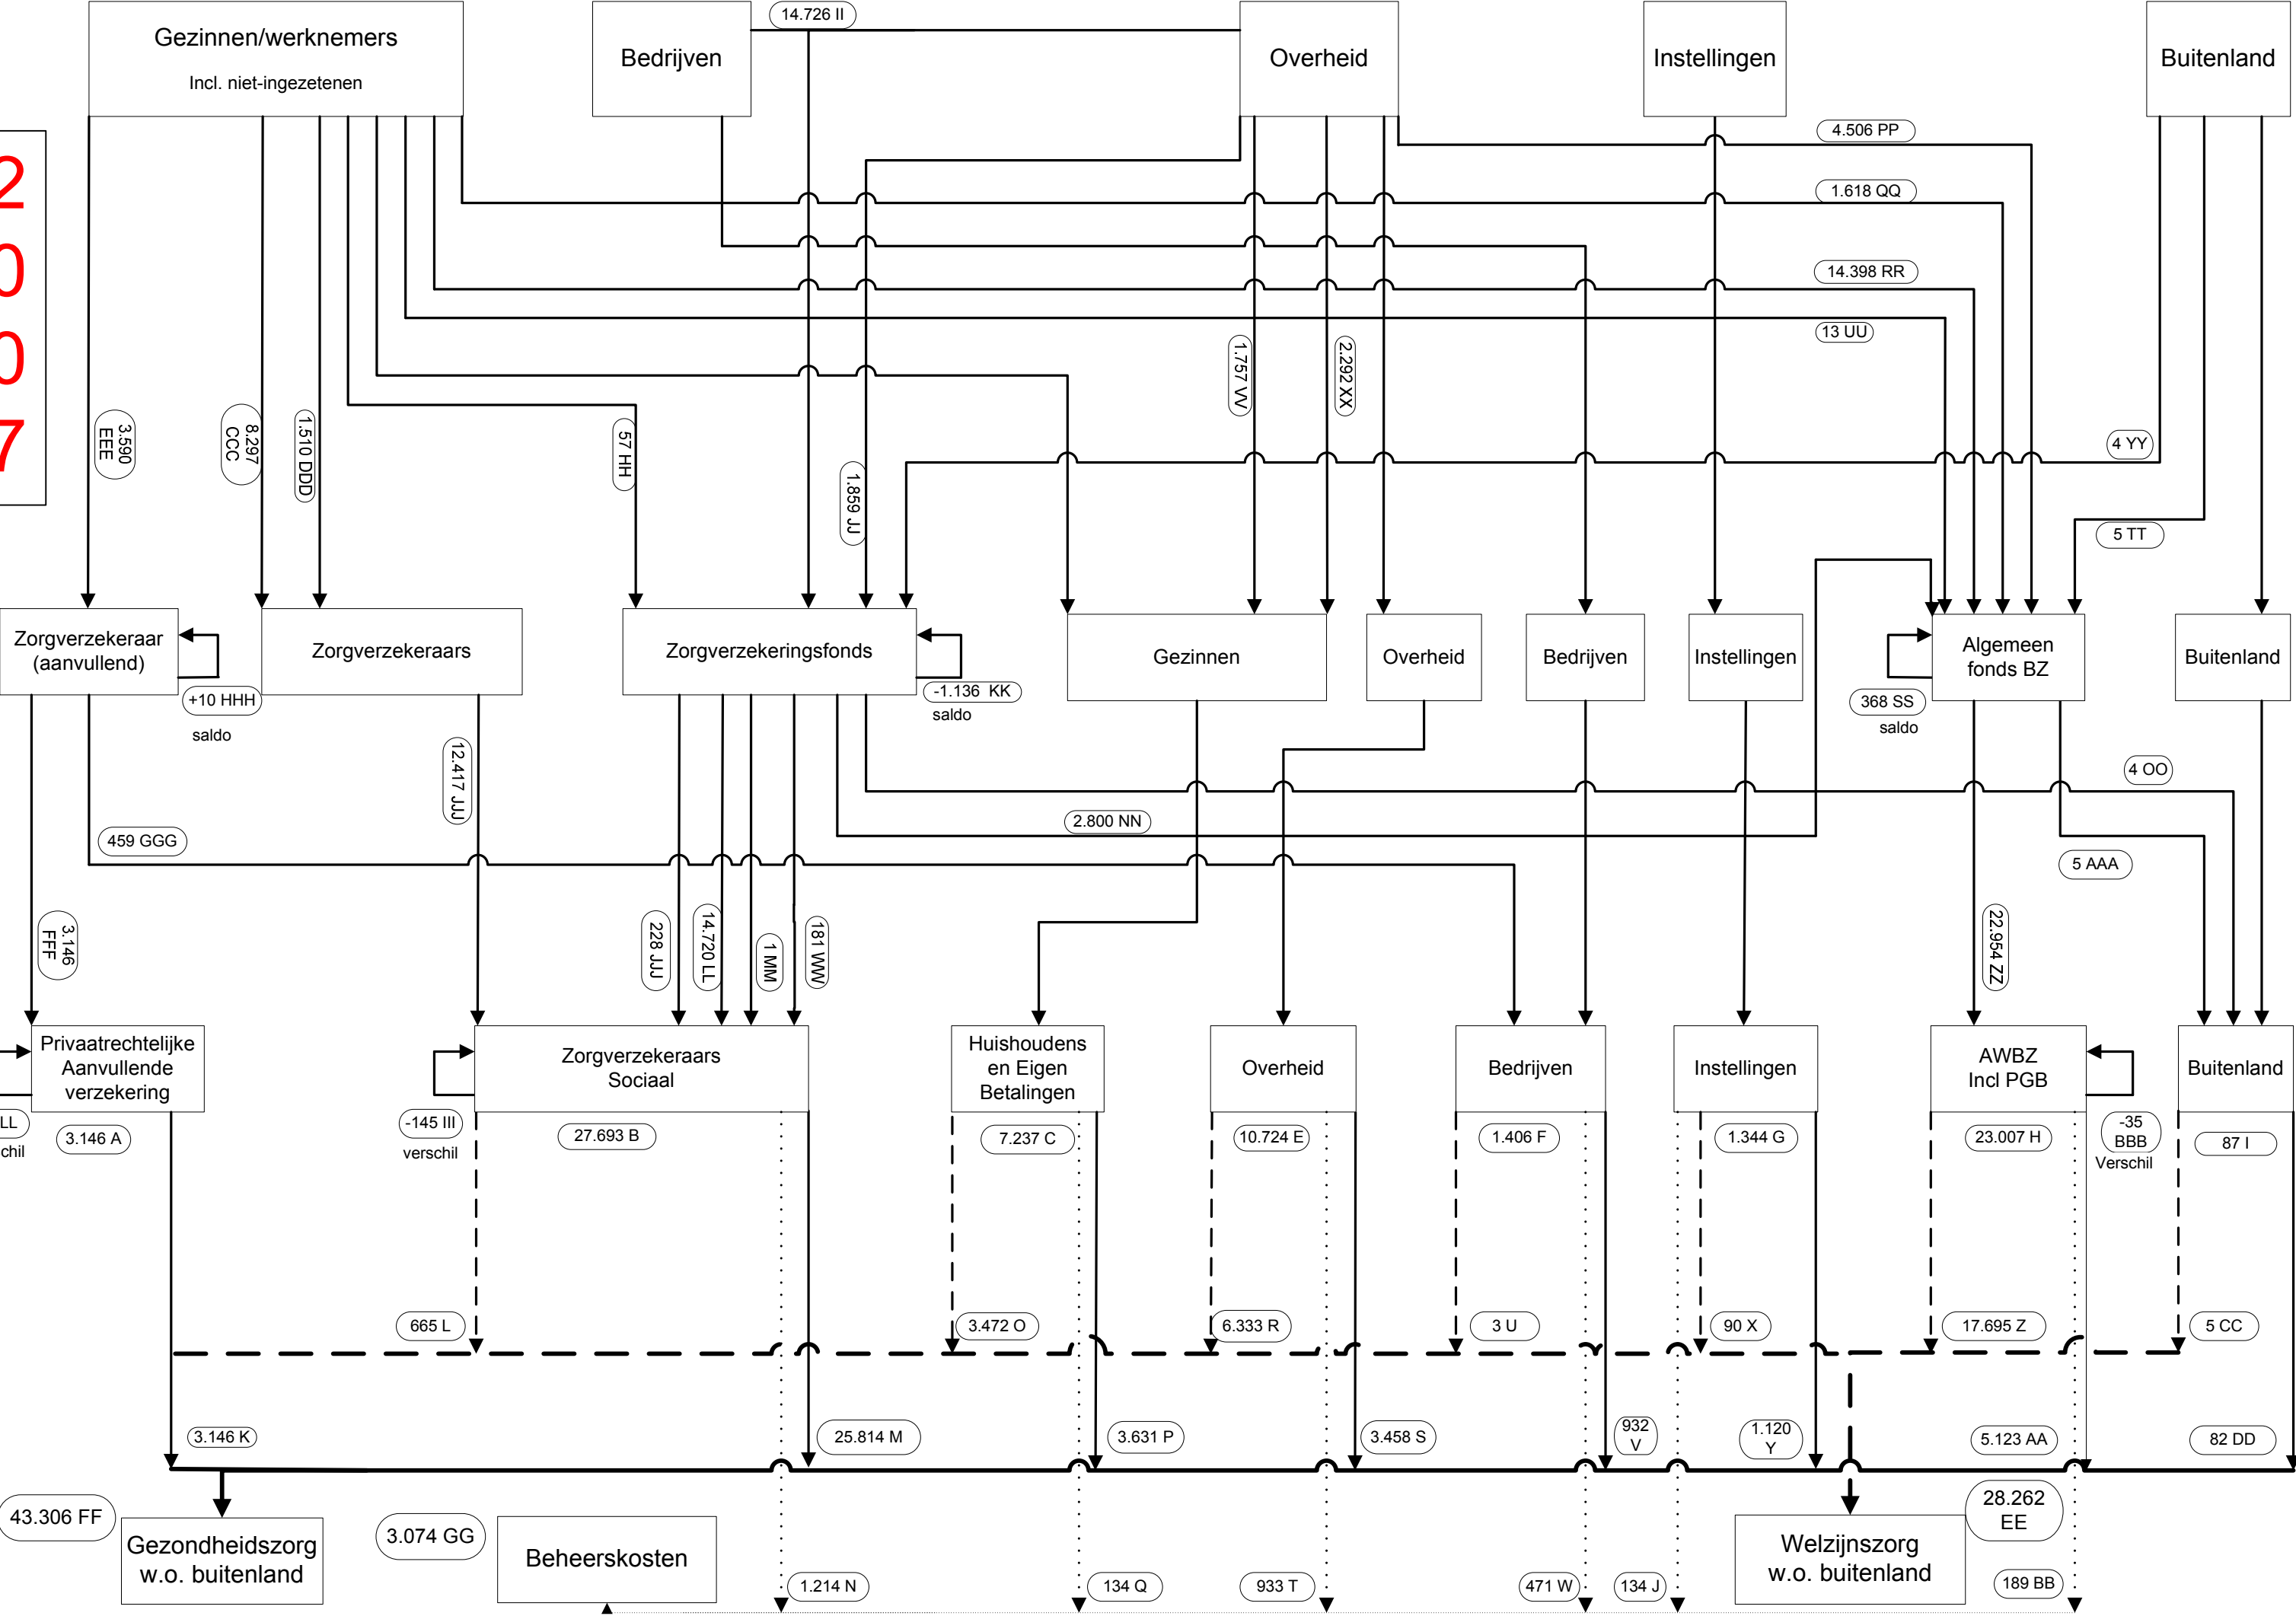 14.726 II
Gezinnen/werknemers
Incl. niet-ingezetenen
Bedrijven
Overheid
Instellingen
Buitenland
2
0
0
7
4.506 PP
1.618 QQ
14.398 RR
13 UU
1.757 VV
2.292 XX
3.590
EEE
8.297
CCC
1.510 DDD
57 HH
1.859 JJ
4 YY
5 TT
Zorgverzekeraar
(aanvullend)
Zorgverzekeraars
Zorgverzekeringsfonds
Gezinnen
Overheid
Bedrijven
Instellingen
Algemeen
fonds BZ
Buitenland
+10 HHH
saldo
-1.136 KK
saldo
368 SS
saldo
12.417 JJJ
4 OO
2.800 NN
459 GGG
5 AAA
3.146
FFF
228 JJJ
14.720 LL
1 MM
181 WW
22.954 ZZ
Privaatrechtelijke
Aanvullende
verzekering
Zorgverzekeraars
Sociaal
Huishoudens
en Eigen
Betalingen
Overheid
Bedrijven
Instellingen
AWBZ
Incl PGB
Buitenland
LL
chil
3.146 A
-145 III
verschil
27.693 B
7.237 C
10.724 E
1.406 F
1.344 G
23.007 H
-35
BBB
Verschil
87 I
665 L
3.472 O
6.333 R
3 U
90 X
17.695 Z
5 CC
3.146 K
25.814 M
3.631 P
3.458 S
932
V
1.120
Y
5.123 AA
82 DD
43.306 FF
Gezondheidszorg
w.o. buitenland
3.074 GG
Beheerskosten
Welzijnszorg
w.o. buitenland
28.262
EE
1.214 N
134 Q
933 T
471 W
134 J
189 BB